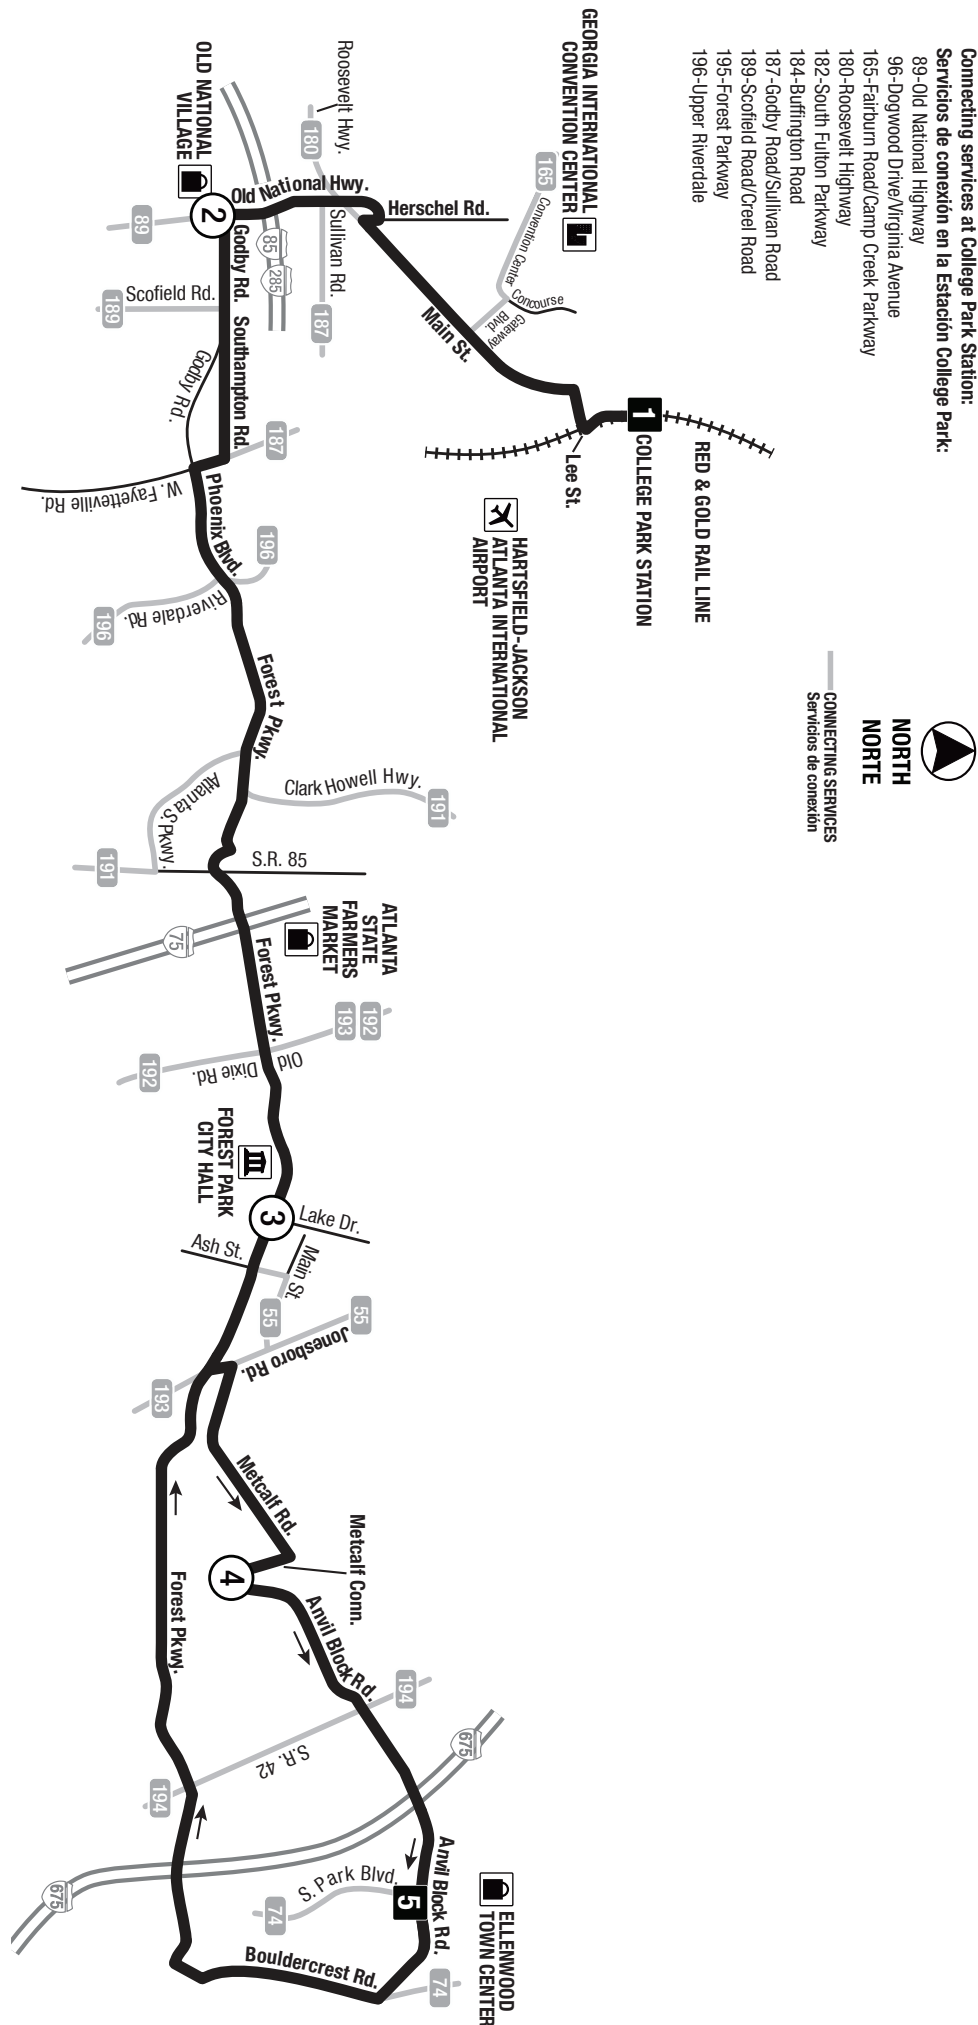 Connecting services at College Park Station:
Servicios de conexión en la Estación College Park:
89-Old National Highway
96-Dogwood Drive/Virginia Avenue
165-Fairburn Road/Camp Creek Parkway
180-Roosevelt Highway
182-South Fulton Parkway
184-Buffington Road
187-Godby Road/Sullivan Road
189-Scofield Road/Creel Road
195-Forest Parkway
196-Upper Riverdale
NORTH
NORTE
CONNECTING SERVICES
Servicios de conexión
GEORGIA INTERNATIONAL
CONVENTION CENTER
165
Convention Center
Concourse
Gateway
Blvd.
Roosevelt Hwy.
180
Herschel Rd.
Main St.
Old National Hwy.
Sullivan Rd.
187
85
285
OLD NATIONAL
VILLAGE
2
89
Godby Rd.
Southampton Rd.
Scofield Rd.
189
Godby Rd.
187
W. Fayetteville Rd.
1
COLLEGE PARK STATION
RED & GOLD RAIL LINE
Lee St.
HARTSFIELD-JACKSON
ATLANTA INTERNATIONAL
AIRPORT
Phoenix Blvd.
196
Riverdale Rd.
196
Forest Pkwy.
Clark Howell Hwy.
191
Atlanta S. Pkwy.
191
S.R. 85
ATLANTA
STATE
FARMERS
MARKET
75
Forest Pkwy.
192
193
Old Dixie Rd.
192
FOREST PARK
CITY HALL
3
Lake Dr.
Ash St.
Main St.
55
55
Jonesboro Rd.
193
Metcalf Rd.
Metcalf Conn.
4
Anvil Block Rd.
Forest Pkwy.
194
S.R. 42
194
675
675
Anvil Block Rd.
S. Park Blvd.
5
74
ELLENWOOD
TOWN CENTER
Bouldercrest Rd.
74